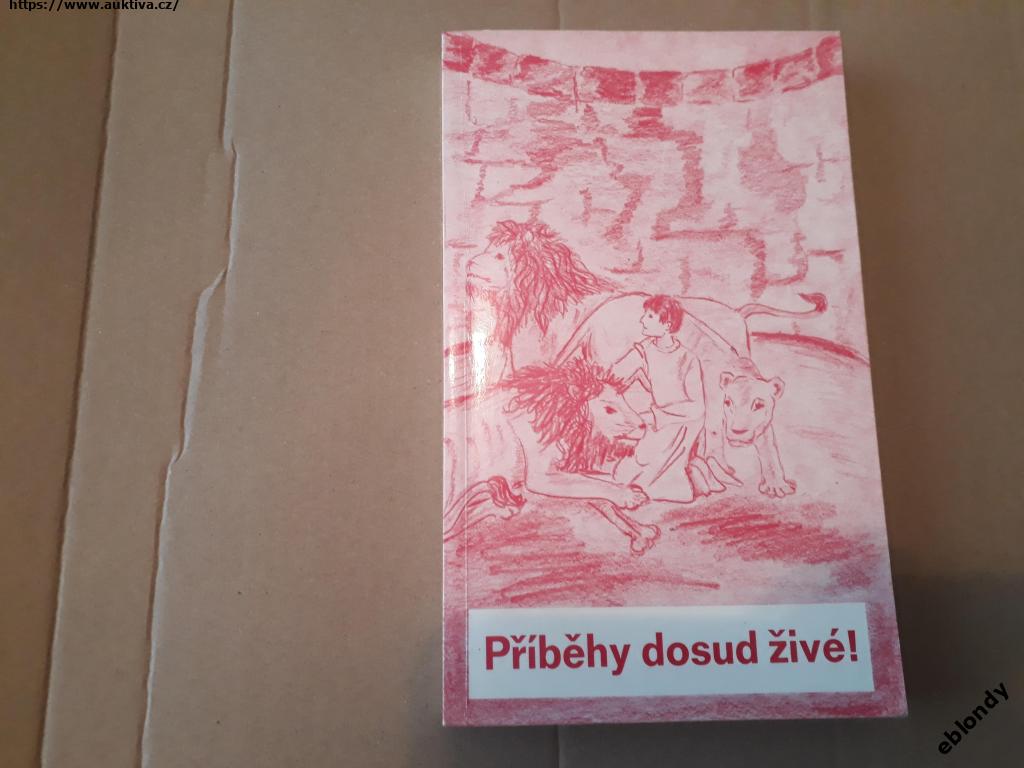 https://www.auktiva.cz/
Příběhy dosud živé!
eblondy